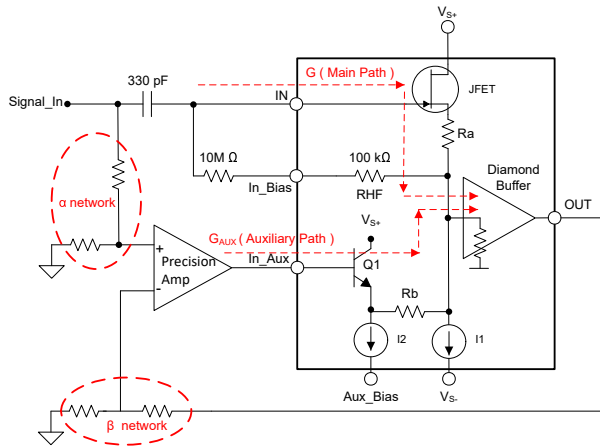 VS+
330 pF
G ( Main Path )
JFET
Signal_In
IN
Ra
10M Ω
100 kΩ
Diamond
Buffer
α network
In_Bias
RHF
OUT
VS+
GAUX ( Auxiliary Path )
+
Precision
Amp
In_Aux
Q1
-
Rb
I2
I1
β network
Aux_Bias
VS-